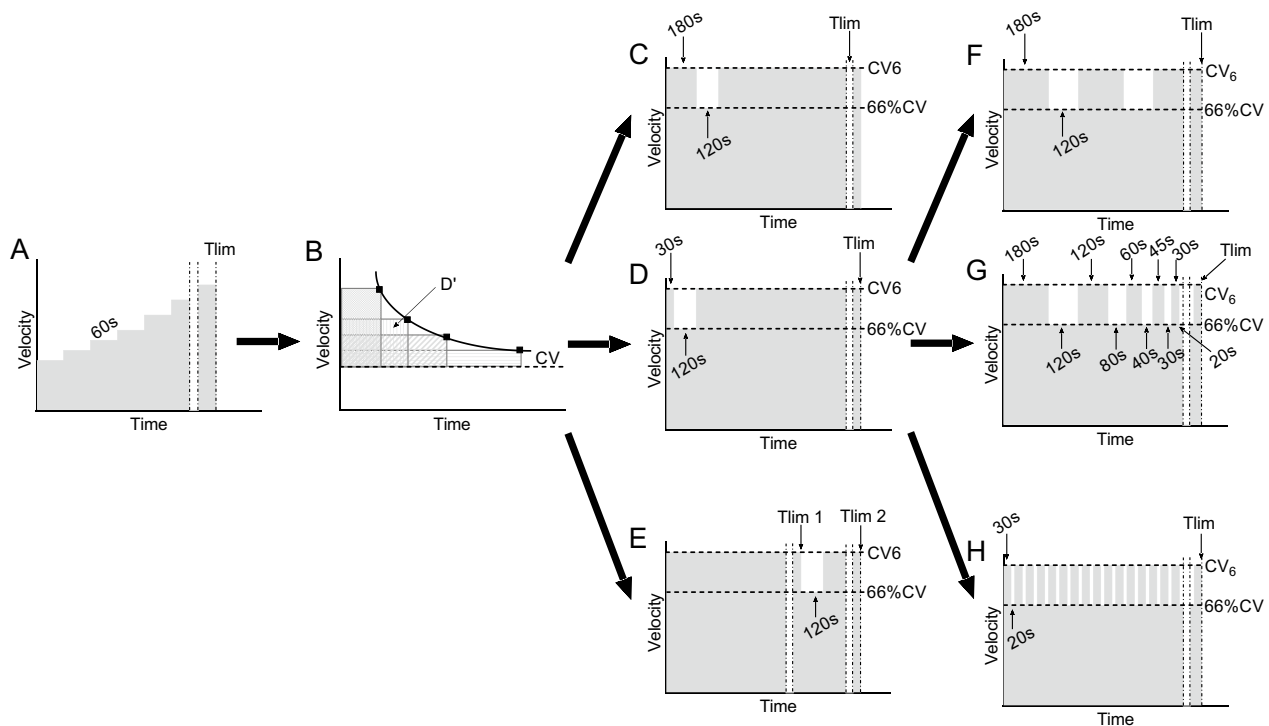 A
Tlim
60s
Velocity
Time
B
D'
CV
Velocity
Time
C
180s
Tlim
CV6
66%CV
120s
Velocity
Time
D
30s
Tlim
CV6
66%CV
120s
Velocity
Time
E
Tlim 1
Tlim 2
CV6
66%CV
120s
Velocity
Time
F
180s
Tlim
CV6
66%CV
120s
Velocity
Time
G
180s
120s
60s
45s
30s
Tlim
CV6
66%CV
120s
80s
40s
30s
20s
Velocity
Time
H
30s
Tlim
CV6
66%CV
20s
Velocity
Time